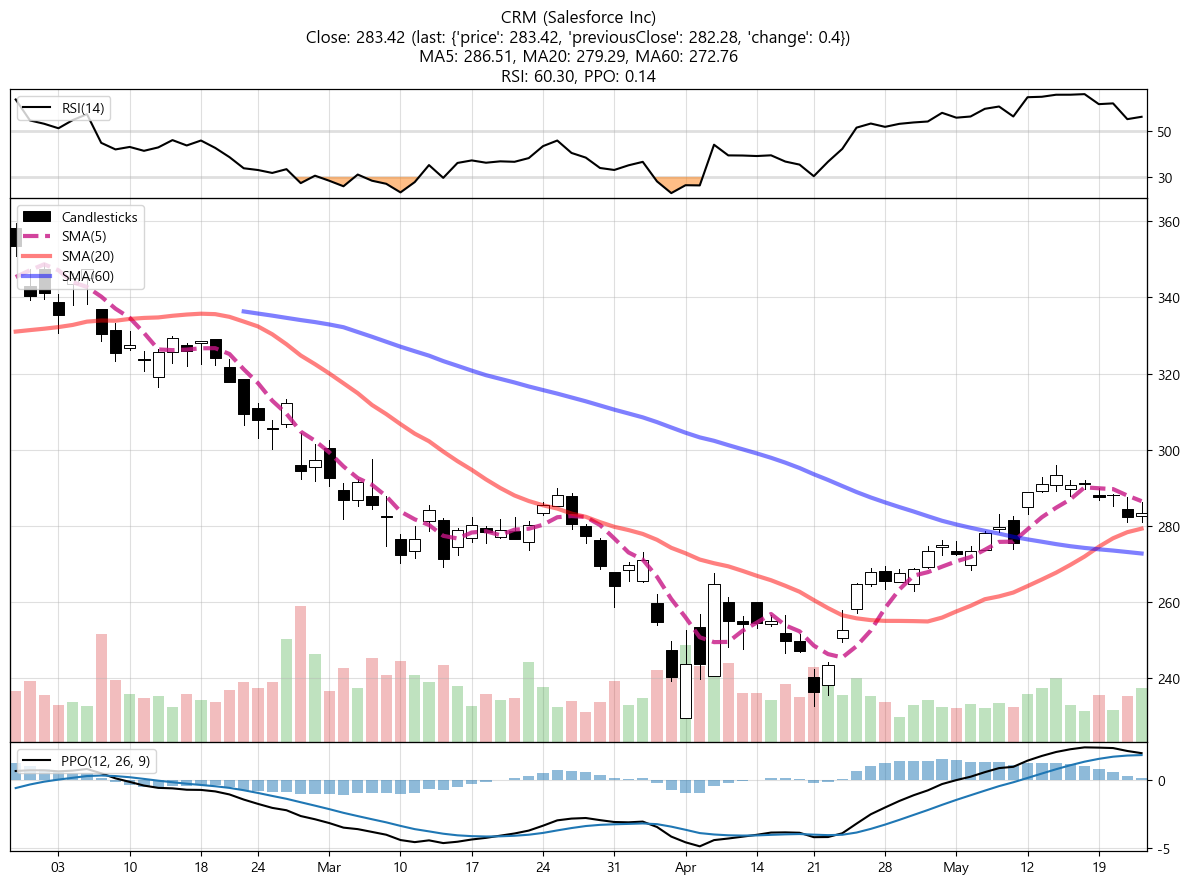 CRM (Salesforce Inc)
Close: 283.42 (last: {'price': 283.42, 'previousClose': 282.28, 'change': 0.4})
MA5: 286.51, MA20: 279.29, MA60: 272.76
RSI: 60.30, PPO: 0.14
RSI(14)
50
30
Candlesticks
SMA(5)
SMA(20)
SMA(60)
360
340
320
300
280
260
240
PPO(12, 26, 9)
0
-5
03 10 18 24 Mar 10 17 24 31 Apr 14 21 28 May 12 19